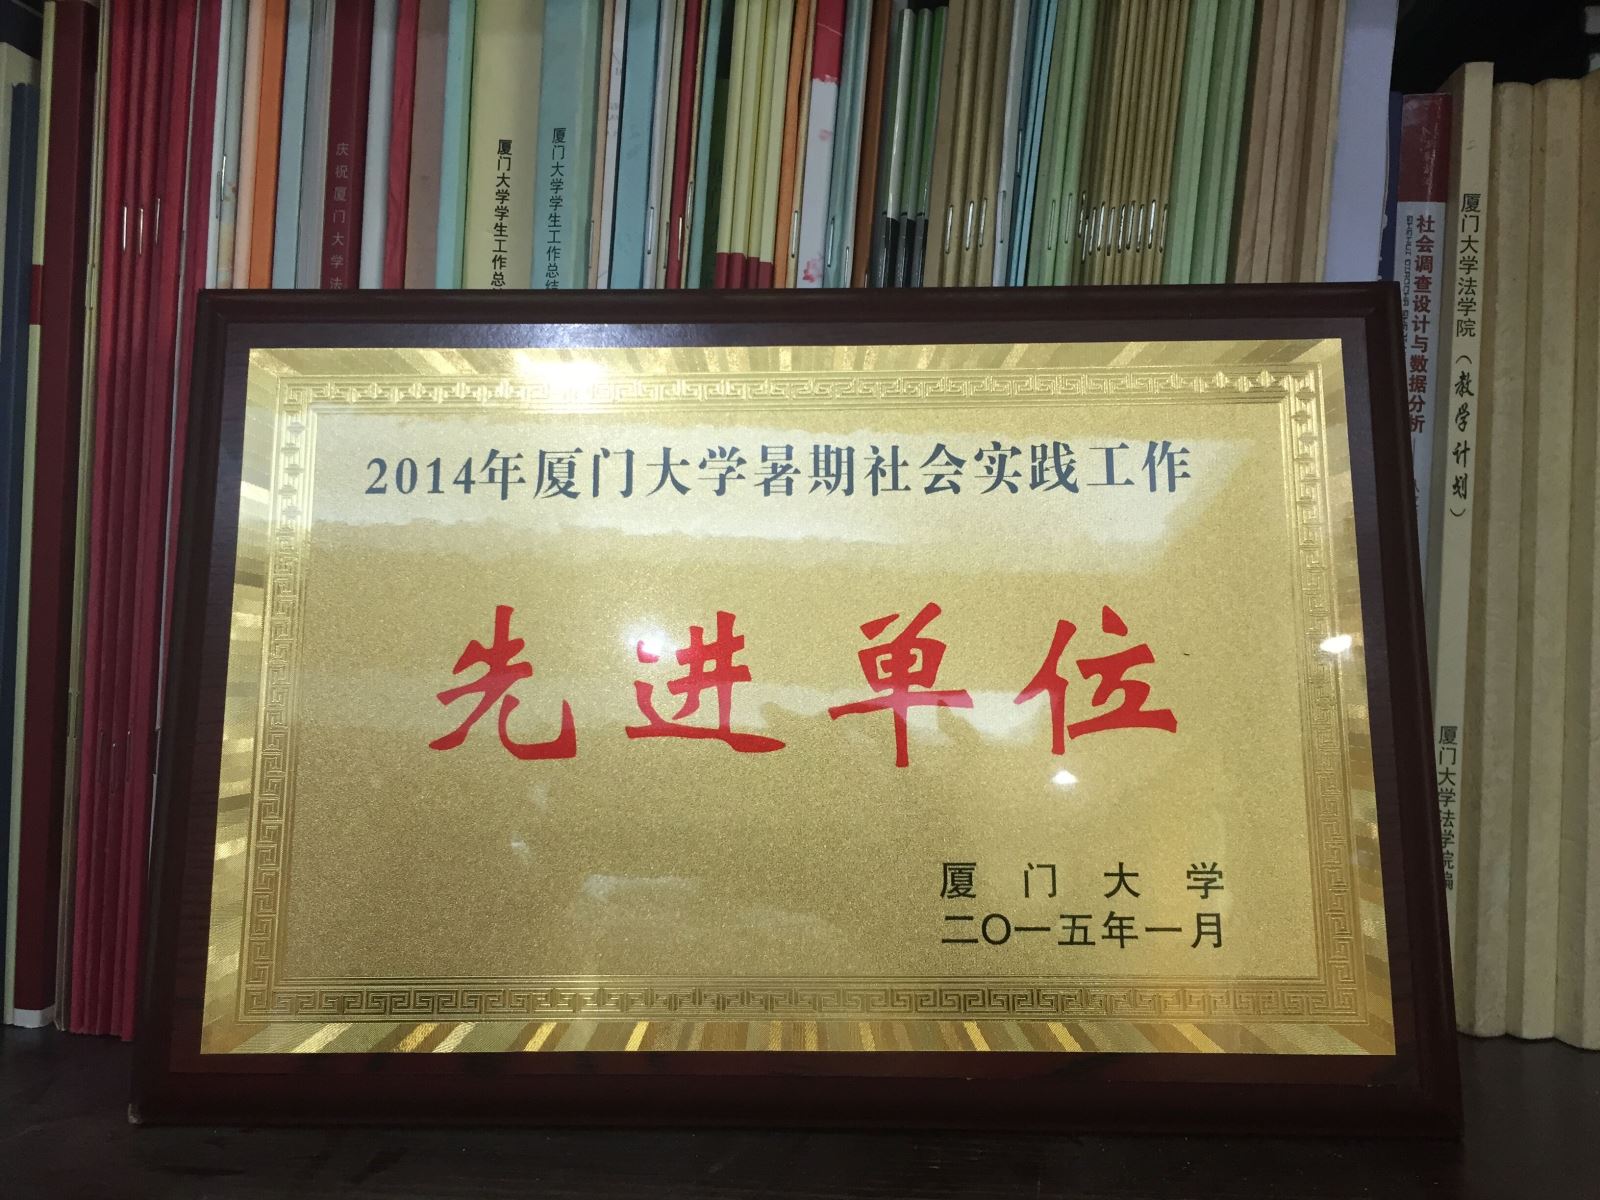 庆祝厦门大学法
厦门大学学生工作总
厦门大学学生工作总结
2014年厦门大学暑期社会实践工作
先进单位
厦门大学
二〇一五年一月
社会调查设计与数据分析
厦门大学法学院（教学计划）
厦门大学法学院编